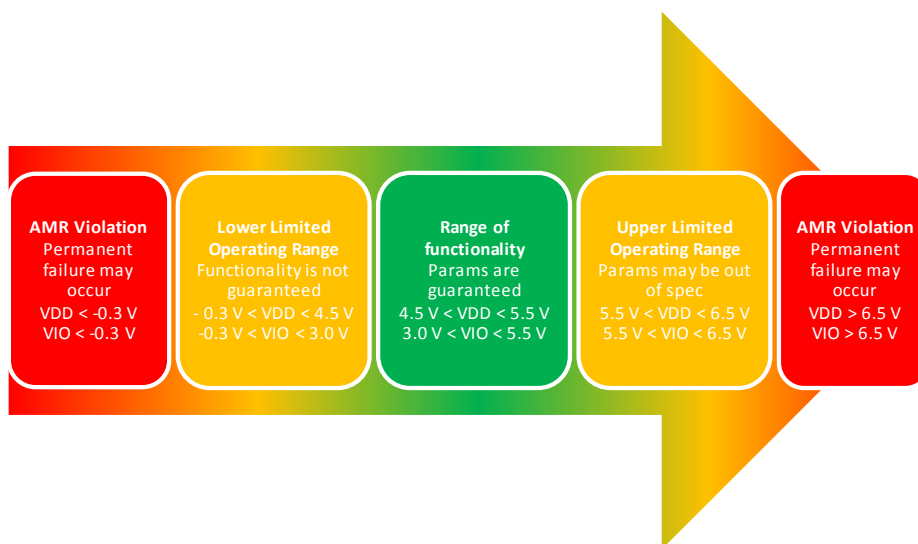 AMR Violation
Permanent
failure may
occur
VDD < -0.3 V
VIO < -0.3 V
Lower Limited
Operating Range
Functionality is not
guaranteed
- 0.3 V < VDD < 4.5 V
-0.3 V < VIO < 3.0 V
Range of
functionality
Params are
guaranteed
4.5 V < VDD < 5.5 V
3.0 V < VIO < 5.5 V
Upper Limited
Operating Range
Params may be out
of spec
5.5 V < VDD < 6.5 V
5.5 V < VIO < 6.5 V
AMR Violation
Permanent
failure may
occur
VDD > 6.5 V
VIO > 6.5 V